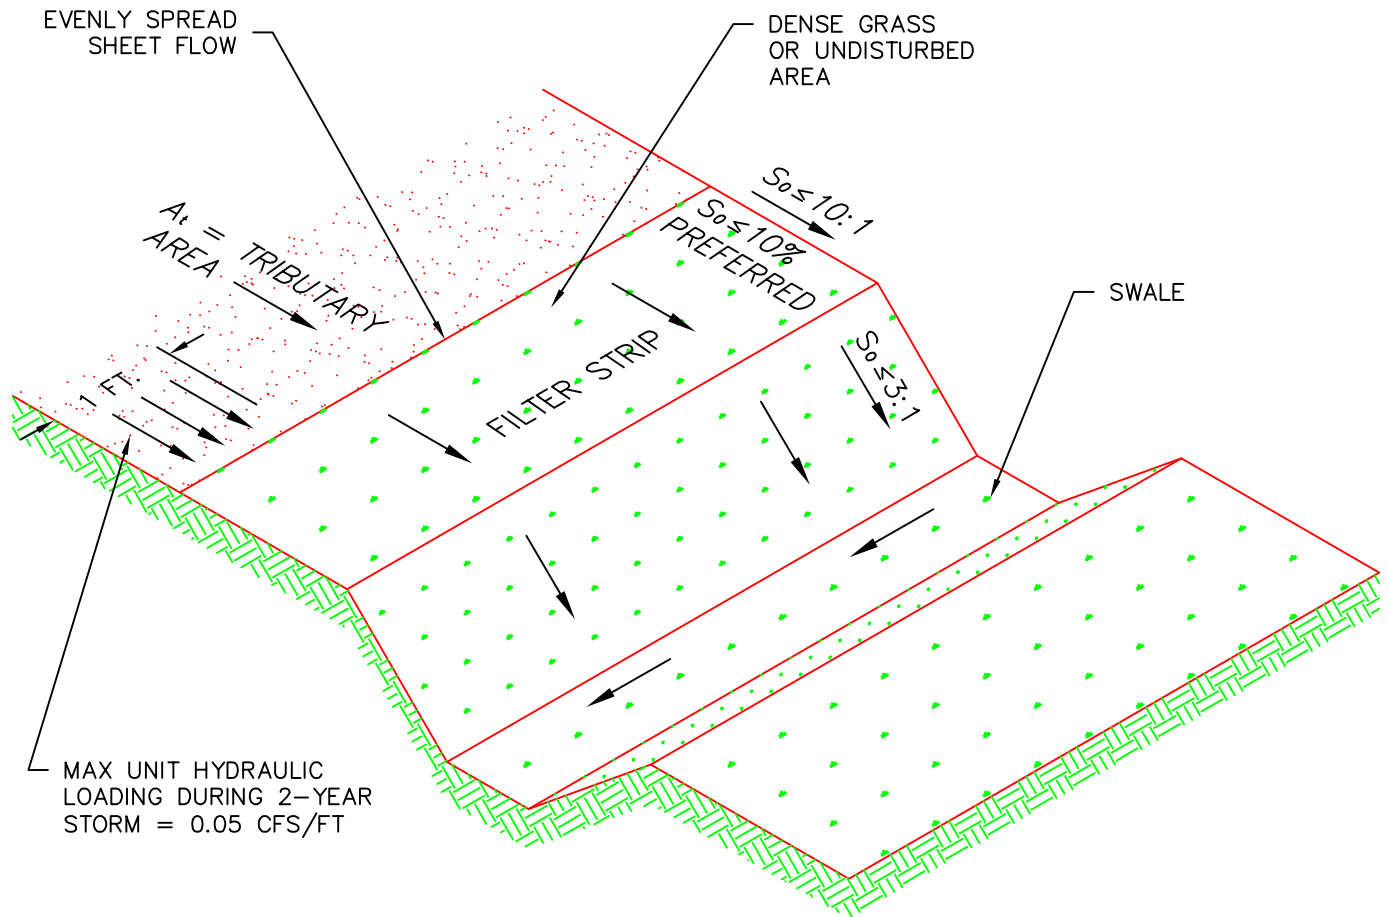 EVENLY SPREAD
SHEET FLOW
DENSE GRASS
OR UNDISTURBED
AREA
So≤10:1
So≤10%
PREFERRED
At = TRIBUTARY
AREA
SWALE
1 FT.
FILTER STRIP
So≤3:1
MAX UNIT HYDRAULIC
LOADING DURING 2-YEAR
STORM = 0.05 CFS/FT